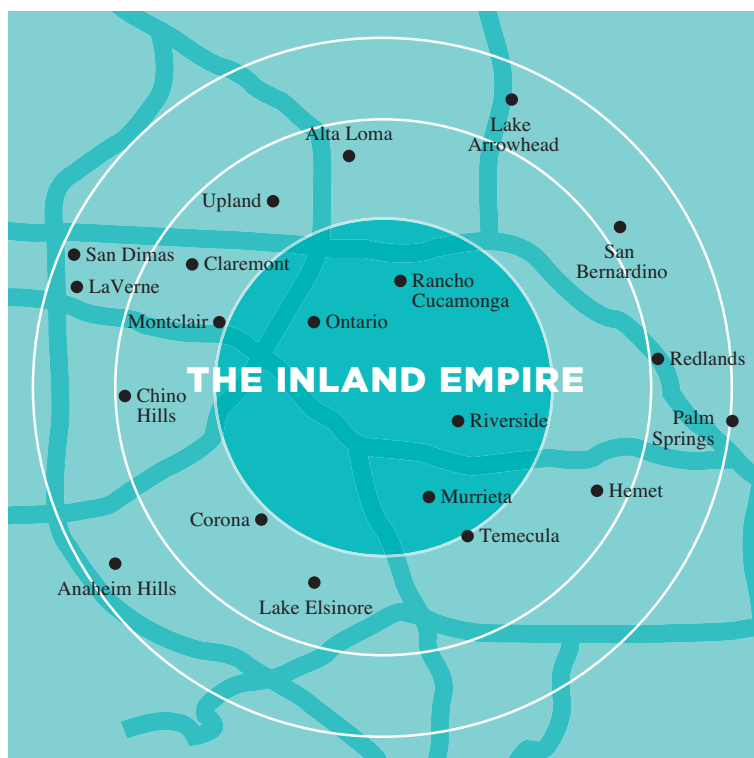 Alta Loma
Lake
Arrowhead
Upland
San Dimas
Claremont
San
Bernardino
LaVerne
Rancho
Cucamonga
Montclair
Ontario
Redlands
THE INLAND EMPIRE
Chino
Hills
Riverside
Palm
Springs
Murrieta
Hemet
Corona
Temecula
Anaheim Hills
Lake Elsinore